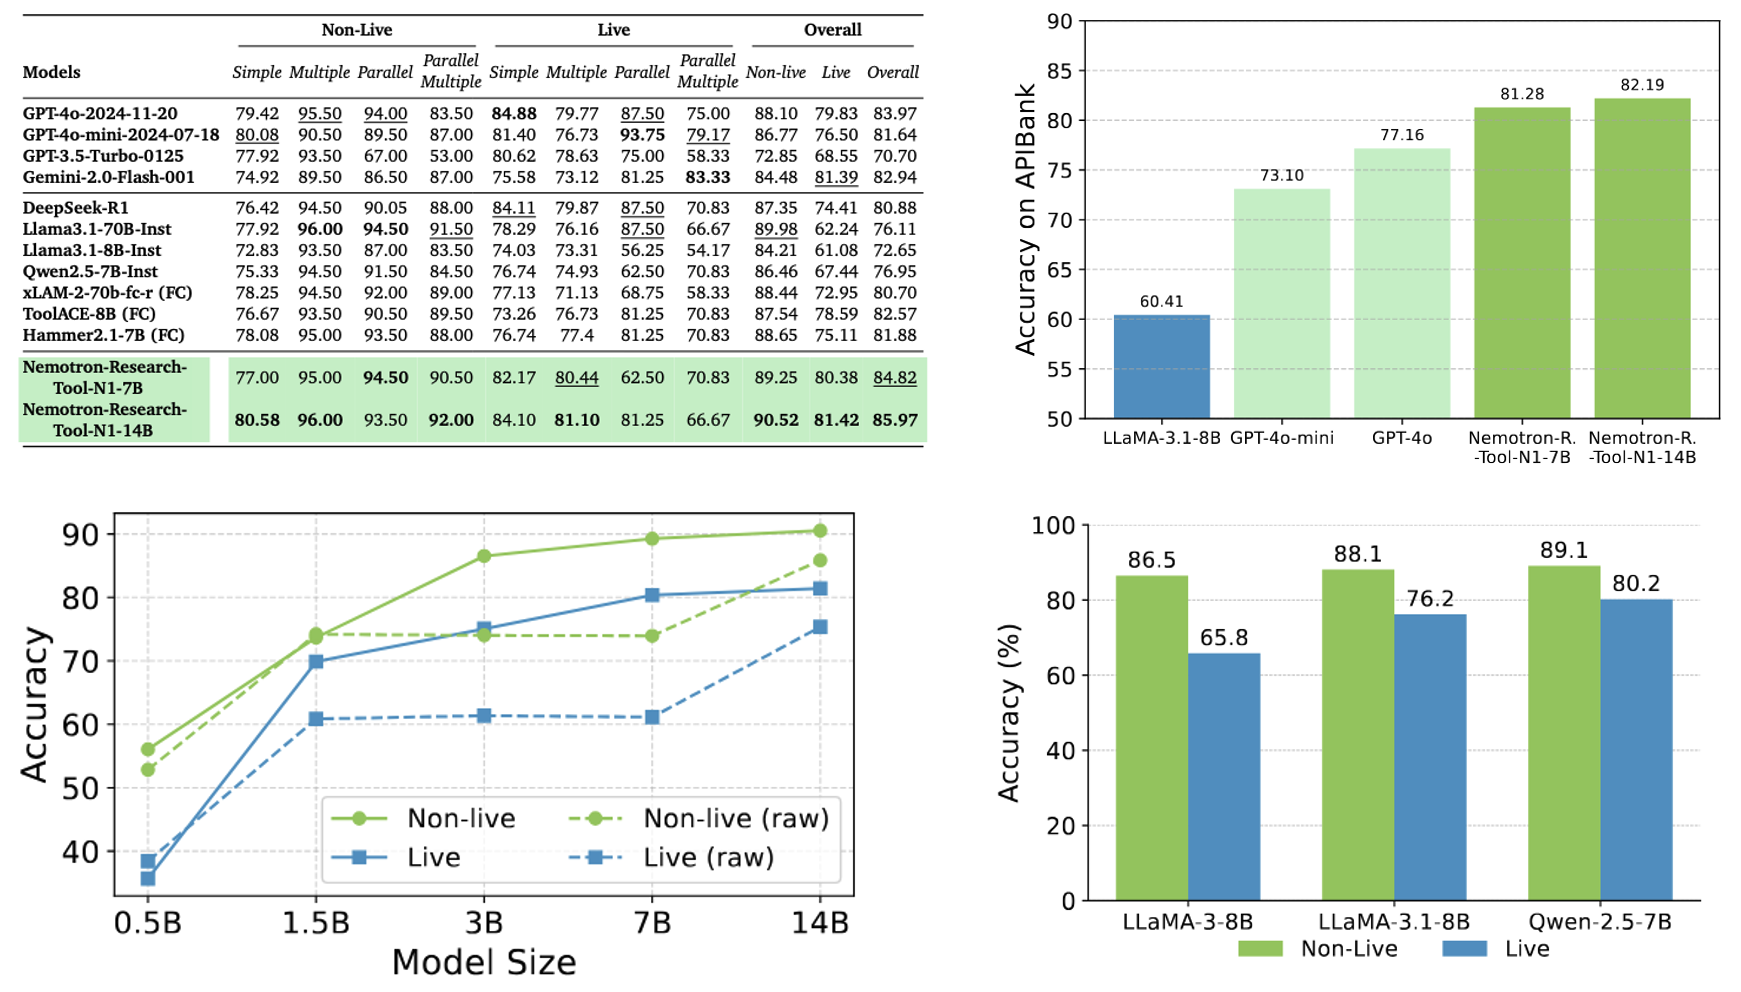 Non-Live Live Overall
Models Simple Multiple Parallel Parallel Multiple Simple Multiple Parallel Parallel Multiple Non-live Live Overall
GPT-4o-2024-11-20 79.42 95.50 94.00 83.50 84.88 79.77 87.50 75.00 88.10 79.83 83.97
GPT-4o-mini-2024-07-18 80.08 90.50 89.50 87.00 81.40 76.73 93.75 79.17 86.77 76.50 81.64
GPT-3.5-Turbo-0125 77.92 93.50 67.00 53.00 80.62 78.63 75.00 58.33 72.85 68.55 70.70
Gemini-2.0-Flash-001 74.92 89.50 86.50 87.00 75.58 73.12 81.25 83.33 84.48 81.39 82.94
DeepSeek-R1 76.42 94.50 90.05 88.00 84.11 79.87 87.50 70.83 87.35 74.41 80.88
Llama3.1-70B-Inst 77.92 96.00 94.50 91.50 78.29 76.16 87.50 66.67 89.98 62.24 76.11
Llama3.1-8B-Inst 72.83 93.50 87.00 83.50 74.03 73.31 56.25 54.17 84.21 61.08 72.65
Qwen2.5-7B-Inst 75.33 94.50 91.50 84.50 76.74 74.93 62.50 70.83 86.46 67.44 76.95
xLAM-2-70b-fc-r (FC) 78.25 94.50 92.00 89.00 77.13 71.13 68.75 58.33 88.44 72.95 80.70
ToolACE-8B (FC) 76.67 93.50 90.50 89.50 73.26 76.73 81.25 70.83 87.54 78.59 82.57
Hammer2.1-7B (FC) 78.08 95.00 93.50 88.00 76.74 77.4 81.25 70.83 88.65 75.11 81.88
Nemotron-Research-
Tool-N1-7B 77.00 95.00 94.50 90.50 82.17 80.44 62.50 70.83 89.25 80.38 84.82
Nemotron-Research-
Tool-N1-14B 80.58 96.00 93.50 92.00 84.10 81.10 81.25 66.67 90.52 81.42 85.97
Accuracy on APIBank
90
85
80
75
70
65
60
55
50
60.41
73.10
77.16
81.28
82.19
LLaMA-3.1-8B GPT-4o-mini GPT-4o Nemotron-R. Nemotron-R.
-Tool-N1-7B -Tool-N1-14B
Accuracy
90
80
70
60
50
40
Non-live Non-live (raw)
Live Live (raw)
0.5B 1.5B 3B 7B 14B
Model Size
Accuracy (%)
100
80
60
40
20
0
86.5
65.8
88.1
76.2
89.1
80.2
LLaMA-3-8B LLaMA-3.1-8B Qwen-2.5-7B
Non-Live Live